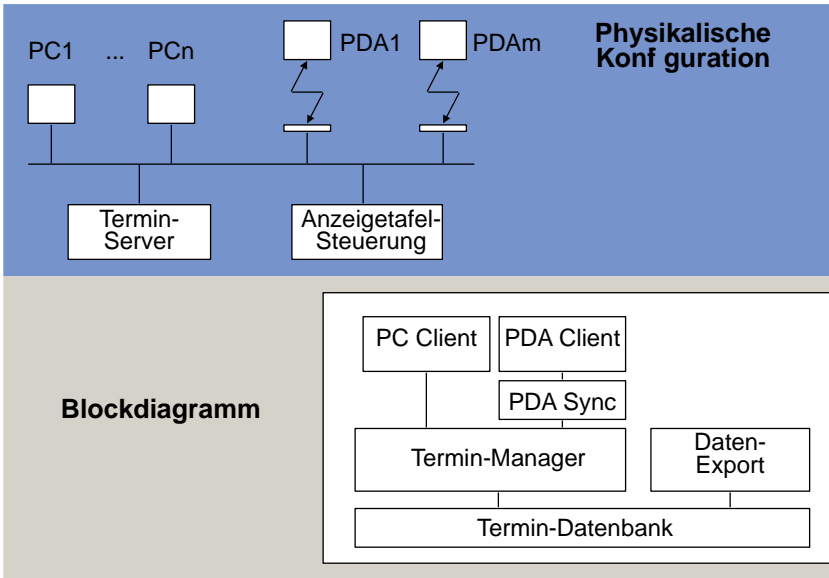 PC1 ... PCn PDA1 PDAm
Physikalische
Konf guration
Termin-
Server
Anzeigetafel-
Steuerung
Blockdiagramm
PC Client
PDA Client
PDA Sync
Termin-Manager
Daten-
Export
Termin-Datenbank